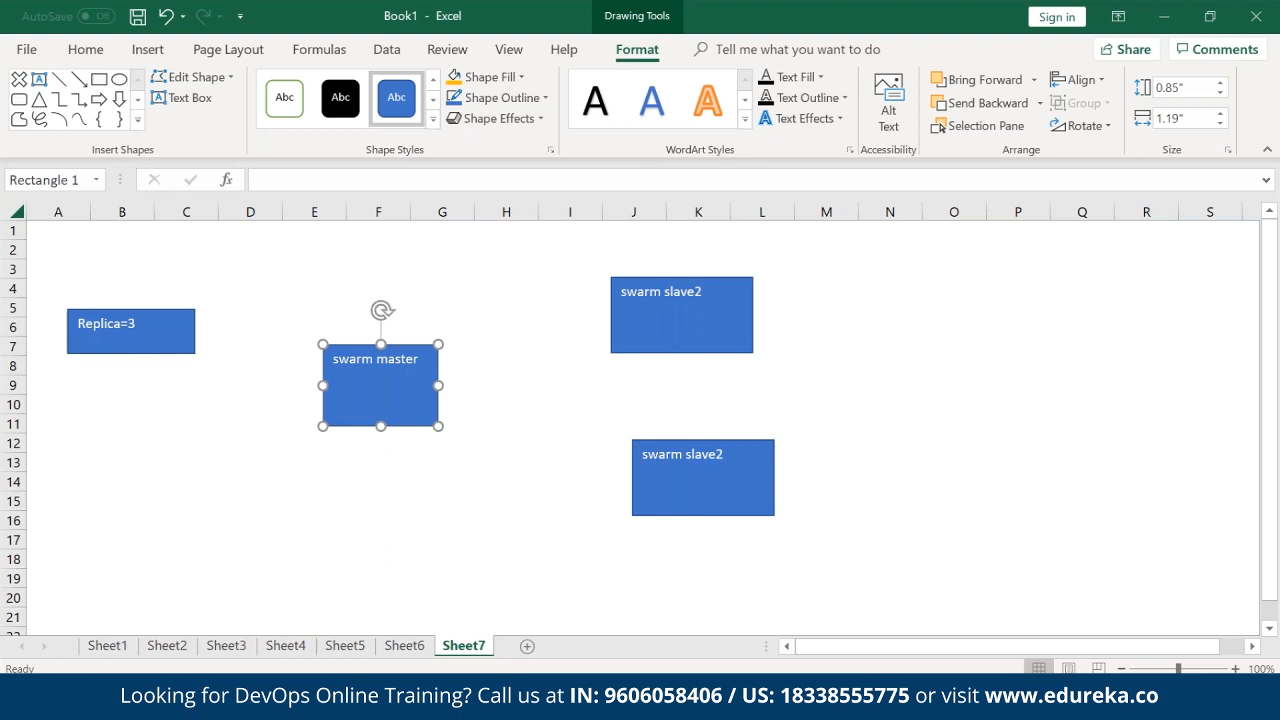 AutoSave Off
Book1 - Excel
Drawing Tools
Sign in
File Home Insert Page Layout Formulas Data Review View Help Format Tell me what you want to do Share Comments
Edit Shape
Text Box
Insert Shapes
Abc Abc Abc
Shape Fill
Shape Outline
Shape Effects
Shape Styles
A A A
Text Fill
Text Outline
Text Effects
WordArt Styles
Alt
Text
Accessibility
Bring Forward
Send Backward
Selection Pane
Align
Group
Rotate
Arrange
0.85"
1.19"
Size
Rectangle 1
fx
A B C D E F G H I J K L M N O P Q R S
1
2
3
4
5
6
7
8
9
10
11
12
13
14
15
16
17
18
19
20
21
Replica=3
swarm master
swarm slave2
swarm slave2
Sheet1 Sheet2 Sheet3 Sheet4 Sheet5 Sheet6 Sheet7
Ready
100%
Looking for DevOps Online Training? Call us at IN: 9606058406 / US: 18338555775 or visit www.edureka.co